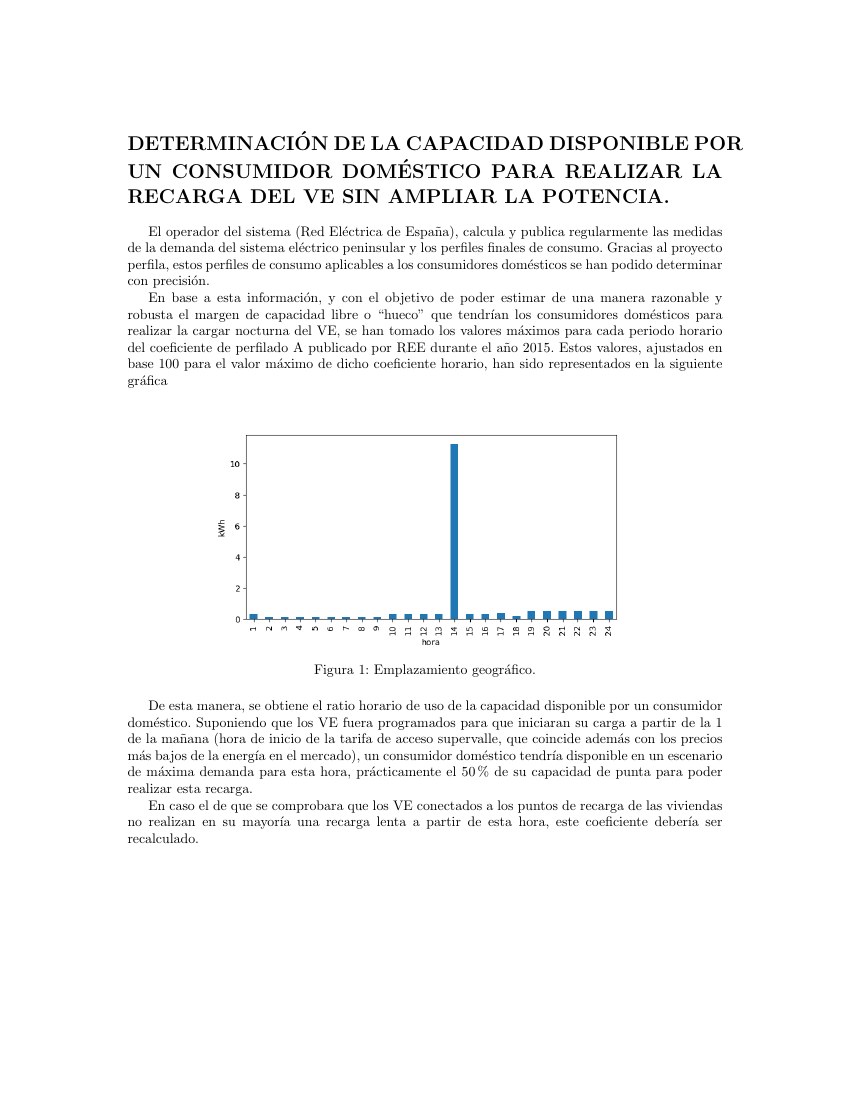 DETERMINACIÓN DE LA CAPACIDAD DISPONIBLE POR
UN CONSUMIDOR DOMÉSTICO PARA REALIZAR LA
RECARGA DEL VE SIN AMPLIAR LA POTENCIA.
El operador del sistema (Red Eléctrica de España), calcula y publica regularmente las medidas
de la demanda del sistema eléctrico peninsular y los perfiles finales de consumo. Gracias al proyecto
perfila, estos perfiles de consumo aplicables a los consumidores domésticos se han podido determinar
con precisión.
En base a esta información, y con el objetivo de poder estimar de una manera razonable y
robusta el margen de capacidad libre o “hueco” que tendrían los consumidores domésticos para
realizar la cargar nocturna del VE, se han tomado los valores máximos para cada periodo horario
del coeficiente de perfilado A publicado por REE durante el año 2015. Estos valores, ajustados en
base 100 para el valor máximo de dicho coeficiente horario, han sido representados en la siguiente
gráfica
10
8
6
4
2
0
kWh
1 2 3 4 5 6 7 8 9 10 11 12 13 14 15 16 17 18 19 20 21 22 23 24
hora
Figura 1: Emplazamiento geográfico.
De esta manera, se obtiene el ratio horario de uso de la capacidad disponible por un consumidor
doméstico. Suponiendo que los VE fuera programados para que iniciaran su carga a partir de la 1
de la mañana (hora de inicio de la tarifa de acceso supervalle, que coincide además con los precios
más bajos de la energía en el mercado), un consumidor doméstico tendría disponible en un escenario
de máxima demanda para esta hora, prácticamente el 50 % de su capacidad de punta para poder
realizar esta recarga.
En caso el de que se comprobara que los VE conectados a los puntos de recarga de las viviendas
no realizan en su mayoría una recarga lenta a partir de esta hora, este coeficiente debería ser
recalculado.